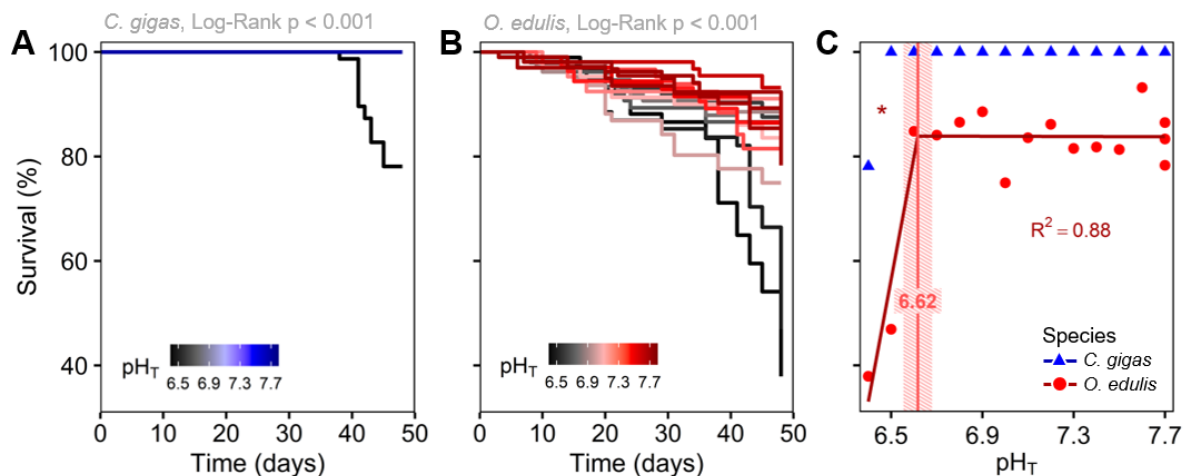 C. gigas, Log-Rank p < 0.001
O. edulis, Log-Rank p < 0.001
A
B
C
Survival (%)
100
80
60
40
pH_T
6.5 6.9 7.3 7.7
0 10 20 30 40 50
Time (days)
pH_T
6.5 6.9 7.3 7.7
0 10 20 30 40 50
Time (days)
*
R² = 0.88
6.62
Species
C. gigas
O. edulis
6.5 6.9 7.3 7.7
pH_T